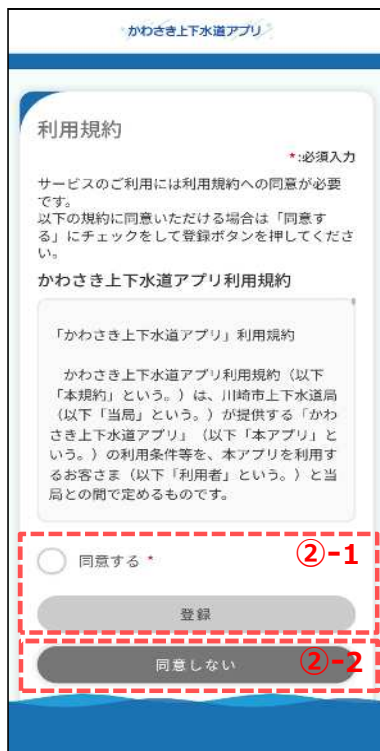 かわさき上下水道アプリ
利用規約
*:必須入力
サービスのご利用には利用規約への同意が必要
です。
以下の規約に同意いただける場合は「同意す
る」にチェックをして登録ボタンを押してくださ
い。
かわさき上下水道アプリ利用規約
「かわさき上下水道アプリ」利用規約
かわさき上下水道アプリ利用規約（以下
「本規約」という。）は、川崎市上下水道局
（以下「当局」という。）が提供する「かわ
さき上下水道アプリ」（以下「本アプリ」と
いう。）の利用条件等を、本アプリを利用す
るお客さま（以下「利用者」という。）と当
局との間で定めるものです。
②-1
同意する *
登録
同意しない ②-2